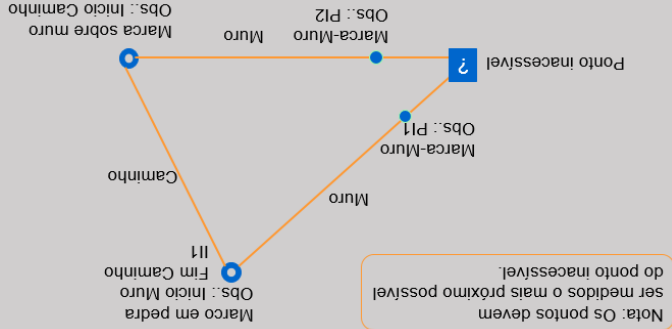 Nota: Os pontos devem
ser medidos o mais próximo possível
do ponto inacessível.
Marco em pedra
Obs.:: Inicio Muro
Fim Caminho
II1
Muro
Caminho
Marca-Muro
Obs.:: PI1
Ponto inacessível
?
Marca-Muro
Obs.:: PI2
Muro
Marca sobre muro
Obs.:: Inicio Caminho